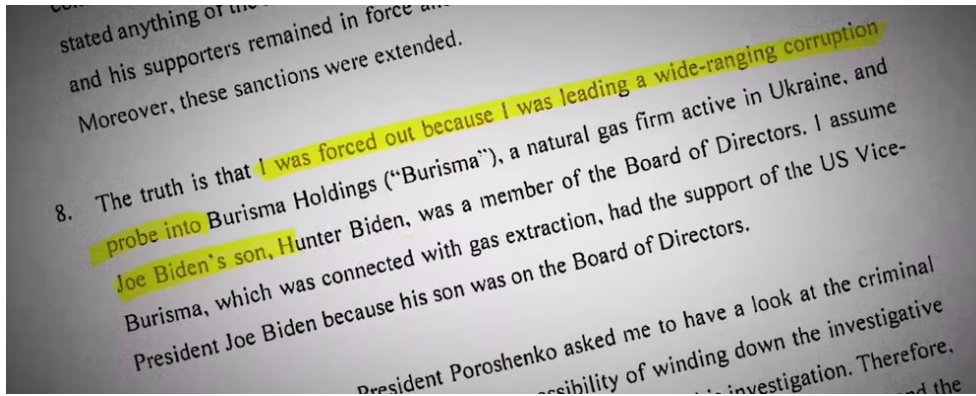 stated anything of
and his supporters remained in force
Moreover, these sanctions were extended.
8. The truth is that I was forced out because I was leading a wide-ranging corruption
probe into Burisma Holdings (“Burisma”), a natural gas firm active in Ukraine, and
Joe Biden's son, Hunter Biden, was a member of the Board of Directors. I assume
Burisma, which was connected with gas extraction, had the support of the US Vice-
President Joe Biden because his son was on the Board of Directors.
President Poroshenko asked me to have a look at the criminal
of winding down the investigative
investigation. Therefore,
the